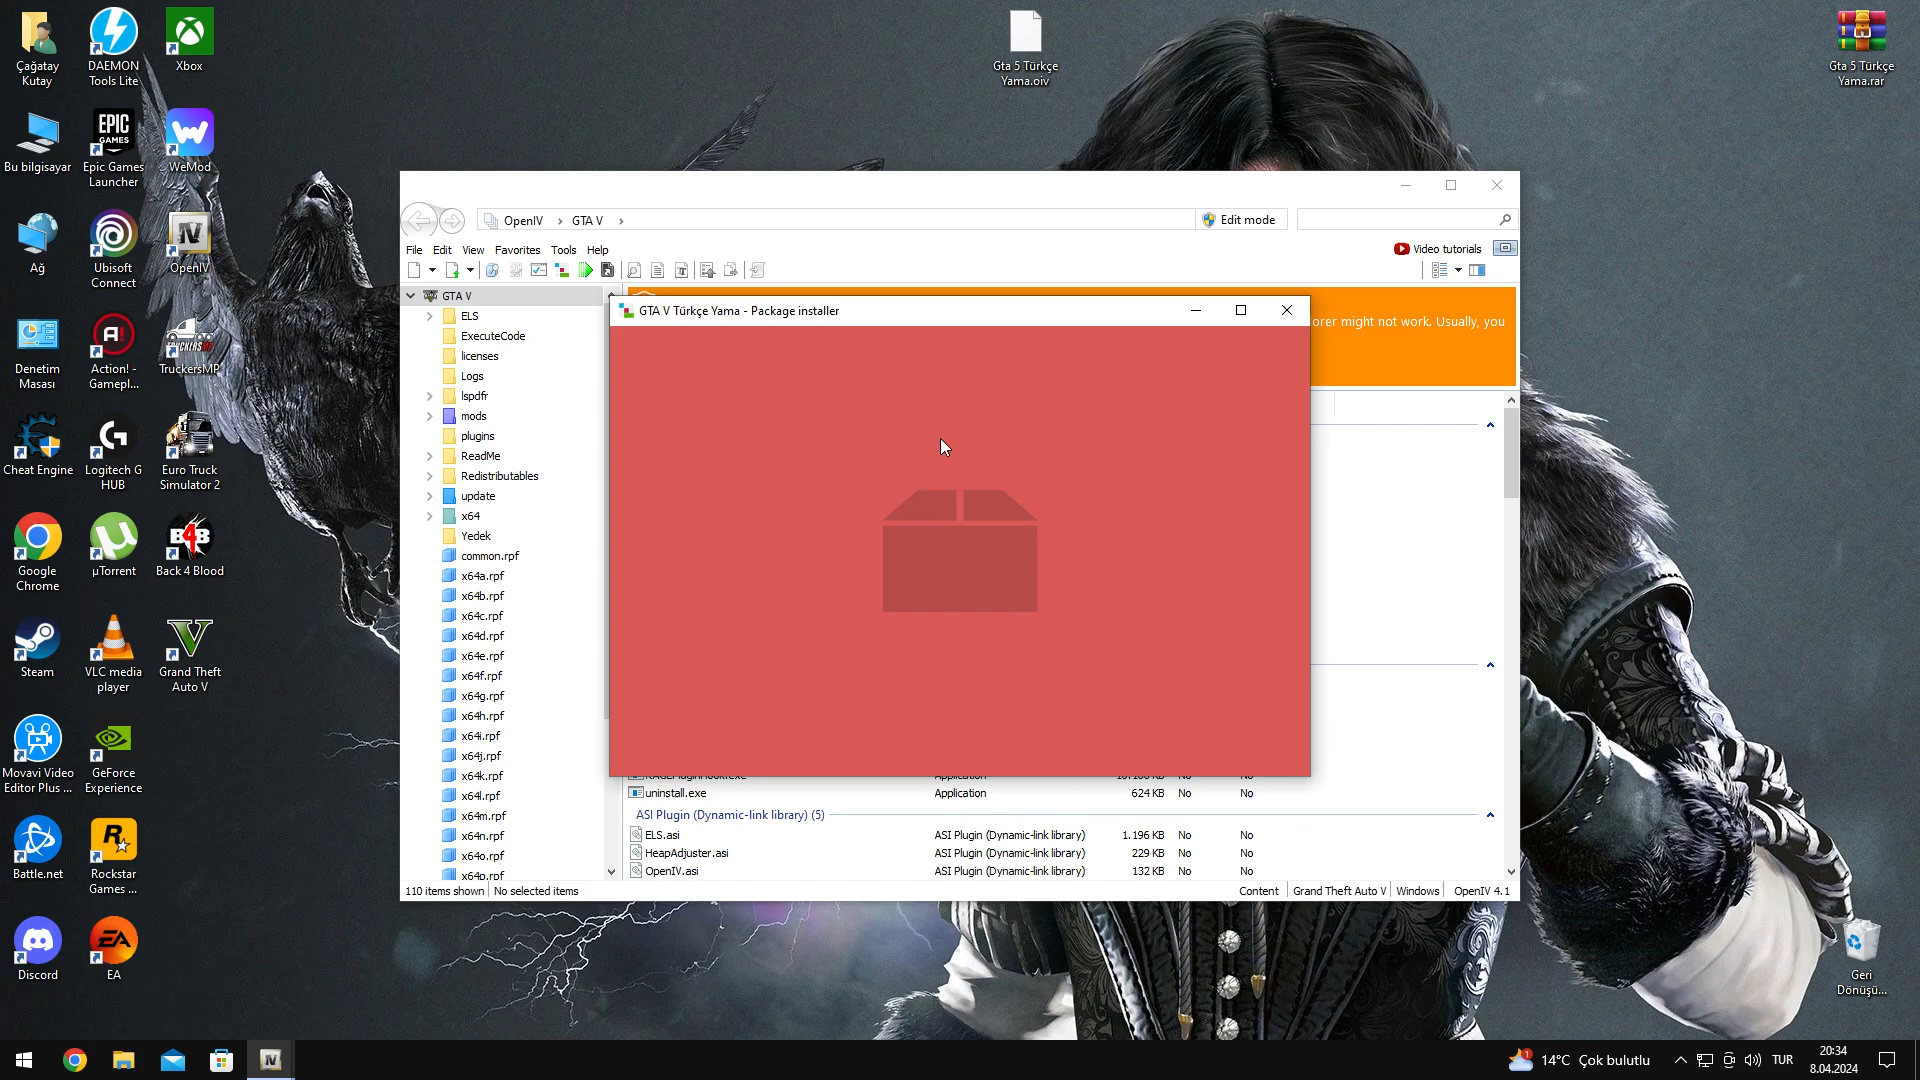 Çağatay
Kutay
DAEMON
Tools Lite
Xbox
Gta 5 Türkçe
Yama.oiv
Gta 5 Türkçe
Yama.rar
Bu bilgisayar
EPIC
GAMES
Epic Games
Launcher
WeMod
Ağ
Ubisoft
Connect
OpenIV
Denetim
Masası
Action! -
Gamepl...
TruckersMP
Cheat Engine
Logitech G
HUB
Euro Truck
Simulator 2
Google
Chrome
µTorrent
B4B
Back 4 Blood
Steam
VLC media
player
Grand Theft
Auto V
Movavi Video
Editor Plus ...
GeForce
Experience
Battle.net
Rockstar
Games ...
Discord
EA
EA
Geri
Dönüşü...
OpenIV
GTA V
Edit mode
File Edit View Favorites Tools Help
Video tutorials
GTA V
ELS
ExecuteCode
licenses
Logs
lspdfr
mods
plugins
ReadMe
Redistributables
update
x64
Yedek
common.rpf
x64a.rpf
x64b.rpf
x64c.rpf
x64d.rpf
x64e.rpf
x64f.rpf
x64g.rpf
x64h.rpf
x64i.rpf
x64j.rpf
x64k.rpf
x64l.rpf
x64m.rpf
x64n.rpf
x64o.rpf
x64p.rpf
GTA V Türkçe Yama - Package installer
orer might not work. Usually, you
uninstall.exe Application 624 KB No No
ASI Plugin (Dynamic-link library) (5)
ELS.asi ASI Plugin (Dynamic-link library) 1.196 KB No No
HeapAdjuster.asi ASI Plugin (Dynamic-link library) 229 KB No No
OpenIV.asi ASI Plugin (Dynamic-link library) 132 KB No No
110 items shown No selected items Content Grand Theft Auto V Windows OpenIV 4.1
1 14°C Çok bulutlu TUR
20:34
8.04.2024